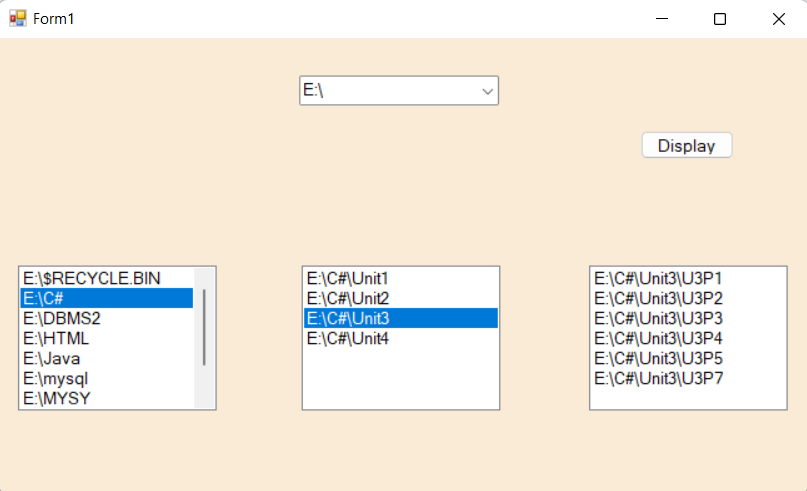 Form1
E:\
Display
E:\$RECYCLE.BIN
E:\C#
E:\DBMS2
E:\HTML
E:\Java
E:\mysql
E:\MYSY
E:\C#\Unit1
E:\C#\Unit2
E:\C#\Unit3
E:\C#\Unit4
E:\C#\Unit3\U3P1
E:\C#\Unit3\U3P2
E:\C#\Unit3\U3P3
E:\C#\Unit3\U3P4
E:\C#\Unit3\U3P5
E:\C#\Unit3\U3P7